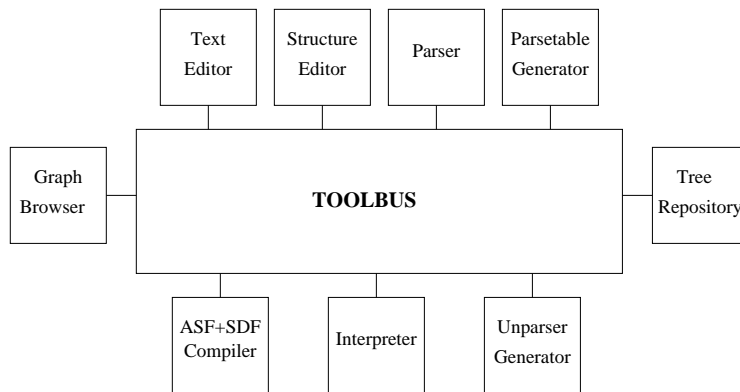 Text
Editor
Structure
Editor
Parser
Parsetable
Generator
Graph
Browser
TOOLBUS
Tree
Repository
ASF+SDF
Compiler
Interpreter
Unparser
Generator